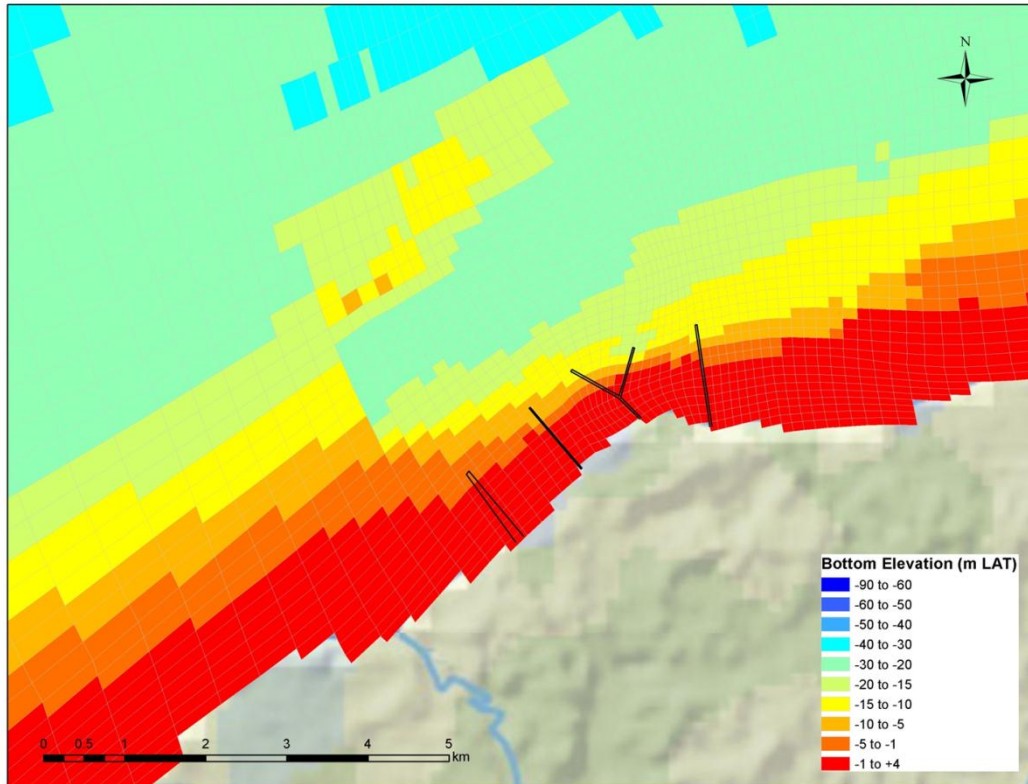 N
Bottom Elevation (m LAT)
-90 to -60
-60 to -50
-50 to -40
-40 to -30
-30 to -20
-20 to -15
-15 to -10
-10 to -5
-5 to -1
-1 to +4
0 0.5 1 2 3 4 5
km